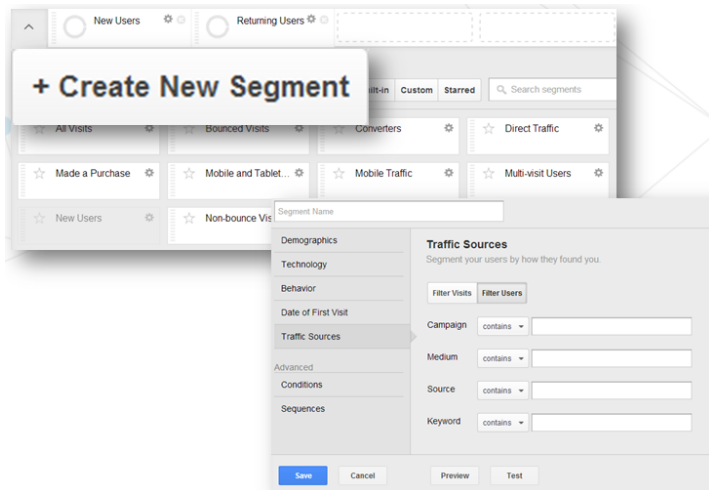 New Users
Returning Users
+ Create New Segment
Custom
Starred
Search segments
All Visits
Bounced Visits
Converters
Direct Traffic
Made a Purchase
Mobile and Tablet...
Mobile Traffic
Multi-visit Users
New Users
Non-bounce
Segment Name
Demographics
Technology
Behavior
Date of First Visit
Traffic Sources
Advanced
Conditions
Sequences
Traffic Sources
Segment your users by how they found you.
Filter Visits
Filter Users
Campaign
contains
Medium
contains
Source
contains
Keyword
contains
Save
Cancel
Preview
Test